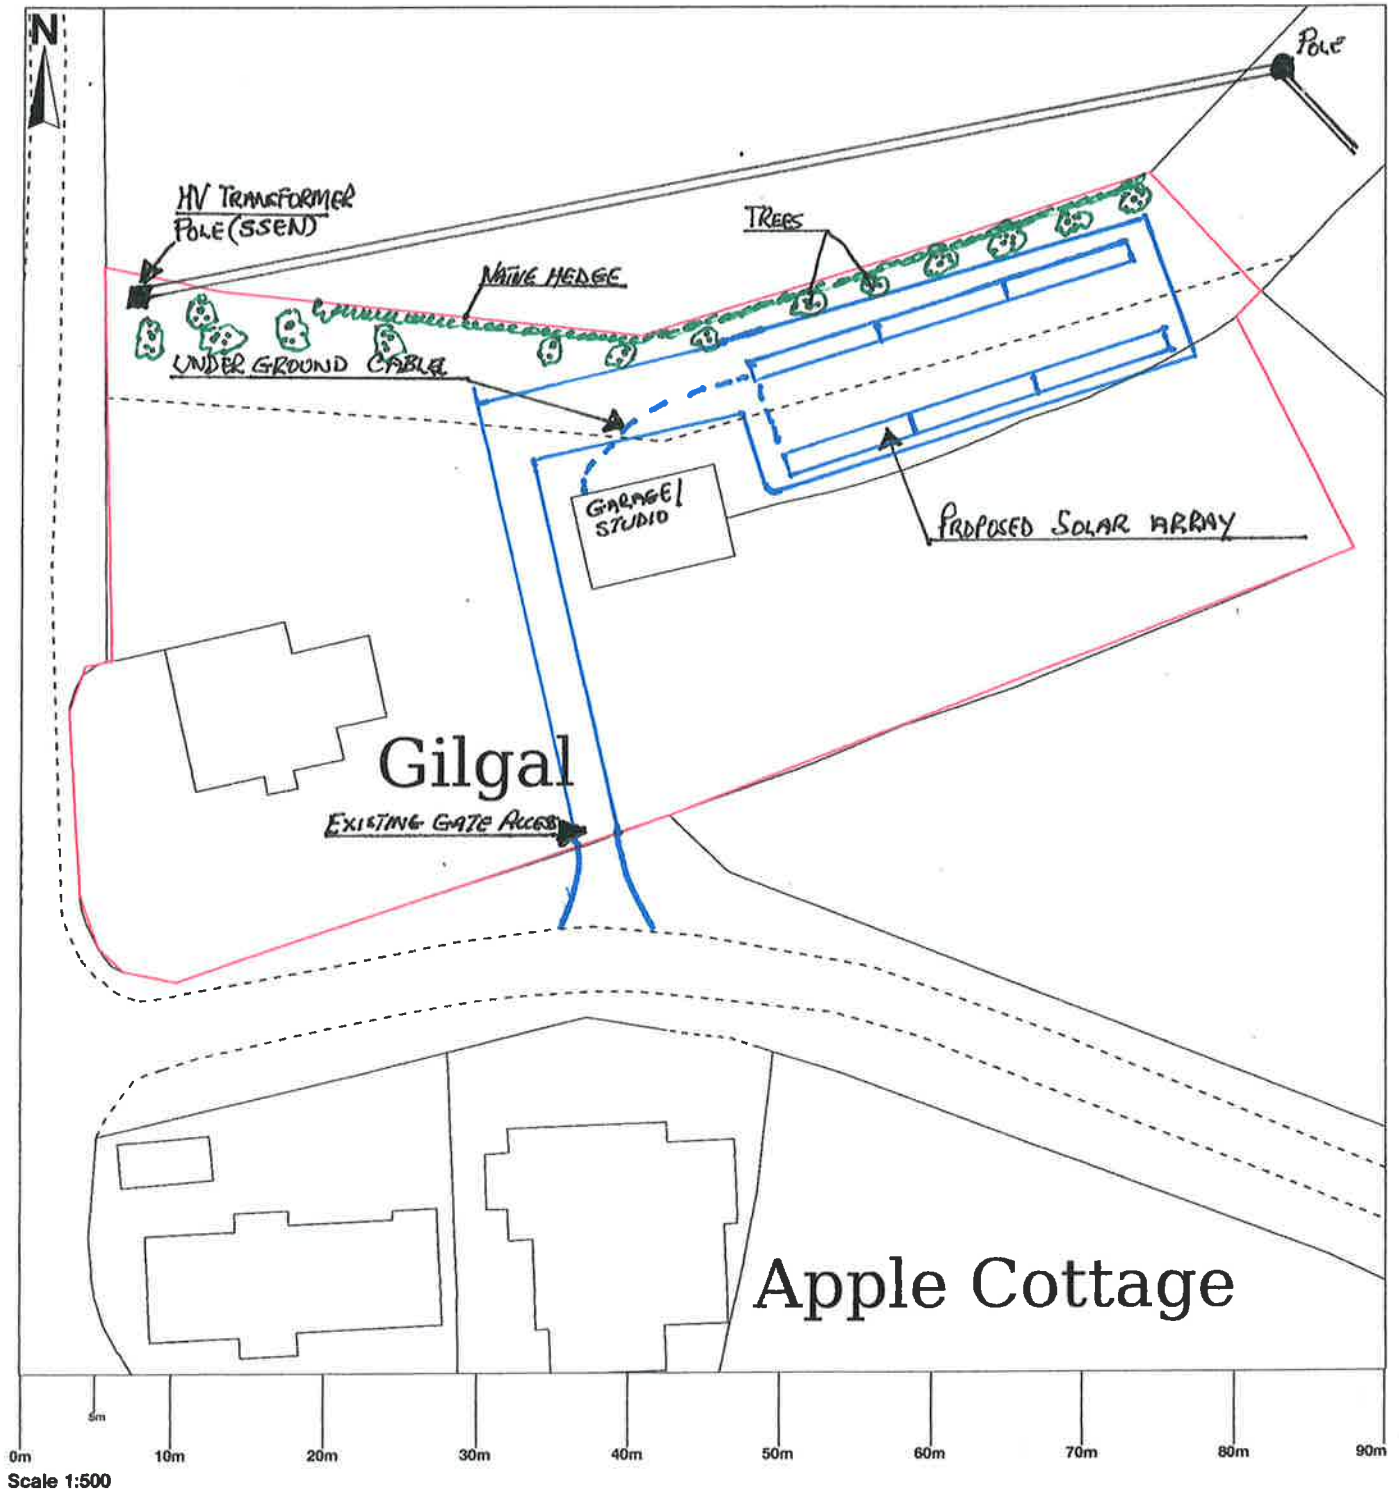 N
POLE
HV TRANSFORMER
POLE (SSEN)
TREES
NATIVE HEDGE
UNDER GROUND CABLE
GARAGE/
STUDIO
PROPOSED SOLAR ARRAY
Gilgal
EXISTING GATE ACCESS
Apple Cottage
5m
0m 10m 20m 30m 40m 50m 60m 70m 80m 90m
Scale 1:500